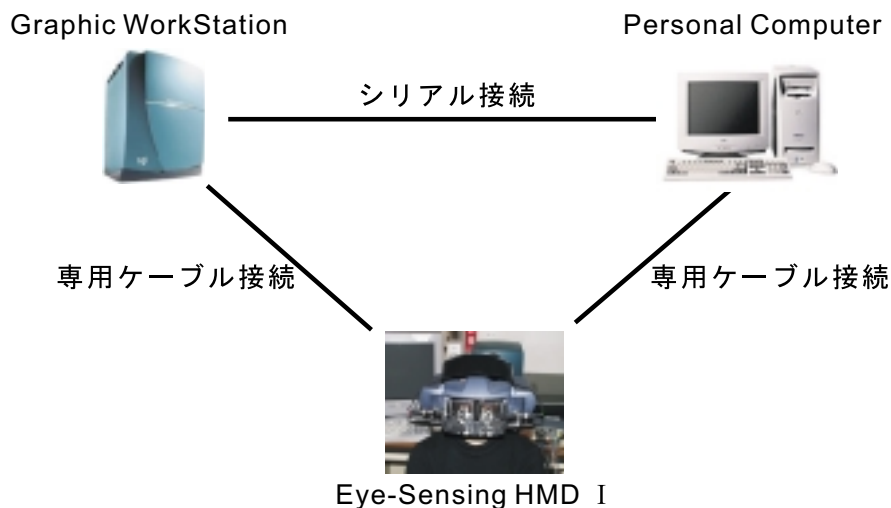 Graphic WorkStation
Personal Computer
シリアル接続
専用ケーブル接続
専用ケーブル接続
Eye-Sensing HMD I